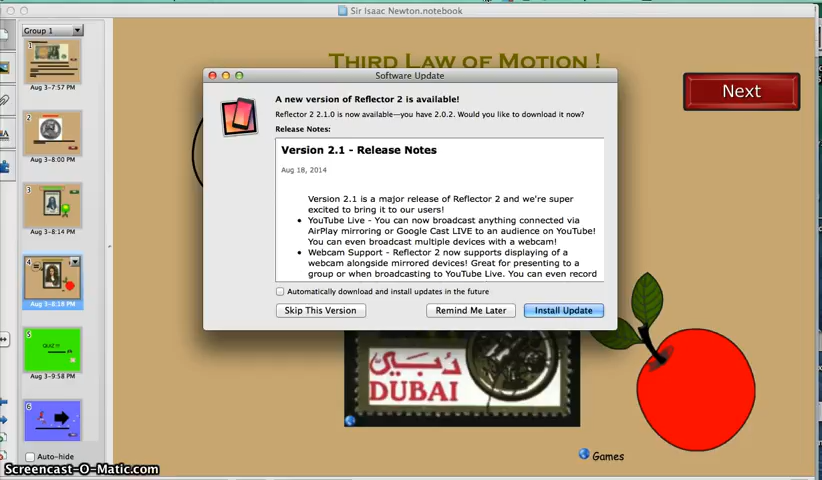 Sir Isaac Newton.notebook
Group 1
1
Aug 3-7:57
2
Aug 3-8:00
3
Aug 3-8:14
4
Aug 3-8:18
5
QUIZ !!!
Aug 3-9:58
6
Auto-hide
Third Law of Motion !
Next
Software Update
A new version of Reflector 2 is available!
Reflector 2 2.1.0 is now available—you have 2.0.2. Would you like to download it now?
Release Notes:
Version 2.1 - Release Notes
Aug 18, 2014
Version 2.1 is a major release of Reflector 2 and we're super
excited to bring it to our users!
• YouTube Live - You can now broadcast anything connected via
AirPlay mirroring or Google Cast LIVE to an audience on YouTube!
You can even broadcast multiple devices with a webcam!
• Webcam Support - Reflector 2 now supports displaying of a
webcam alongside mirrored devices! Great for presenting to a
group or when broadcasting to YouTube Live. You can even record
Automatically download and install updates in the future
Skip This Version
Remind Me Later
Install Update
دبي
DUBAI
Games
Screencast-O-Matic.com